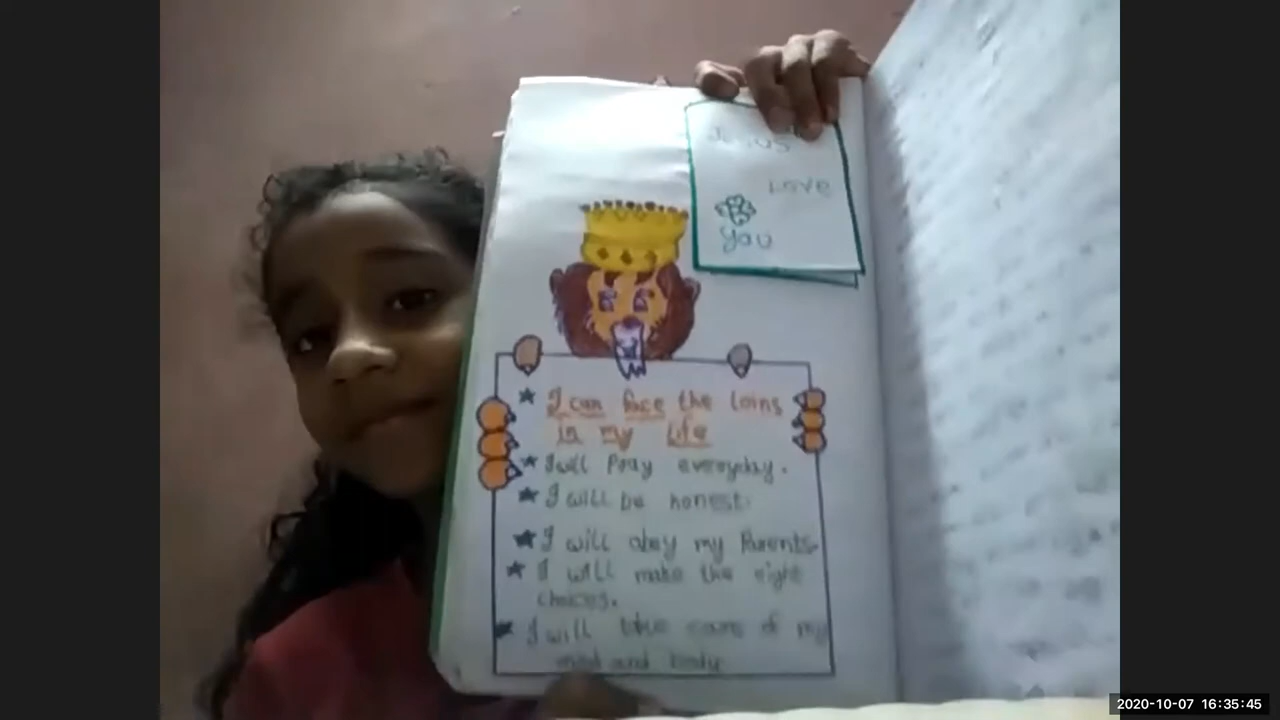 Jesus
Love
you
I can face the loins
in my Life
I will Pray everyday.
I will be honest.
I will obey my Parents.
I will make the right
choices.
I will take care of my
mind and body
2020-10-07 16:35:45